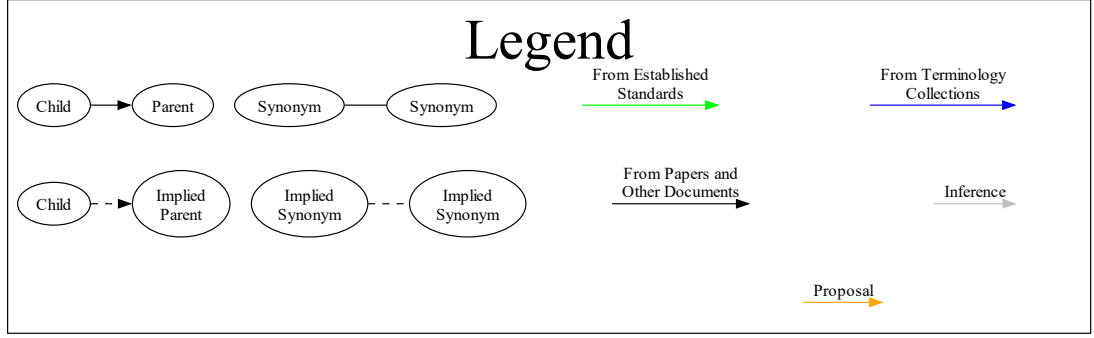 Legend
Child
Parent
Synonym
Synonym
From Established
Standards
From Terminology
Collections
Child
Implied
Parent
Implied
Synonym
Implied
Synonym
From Papers and
Other Documents
Inference
Proposal